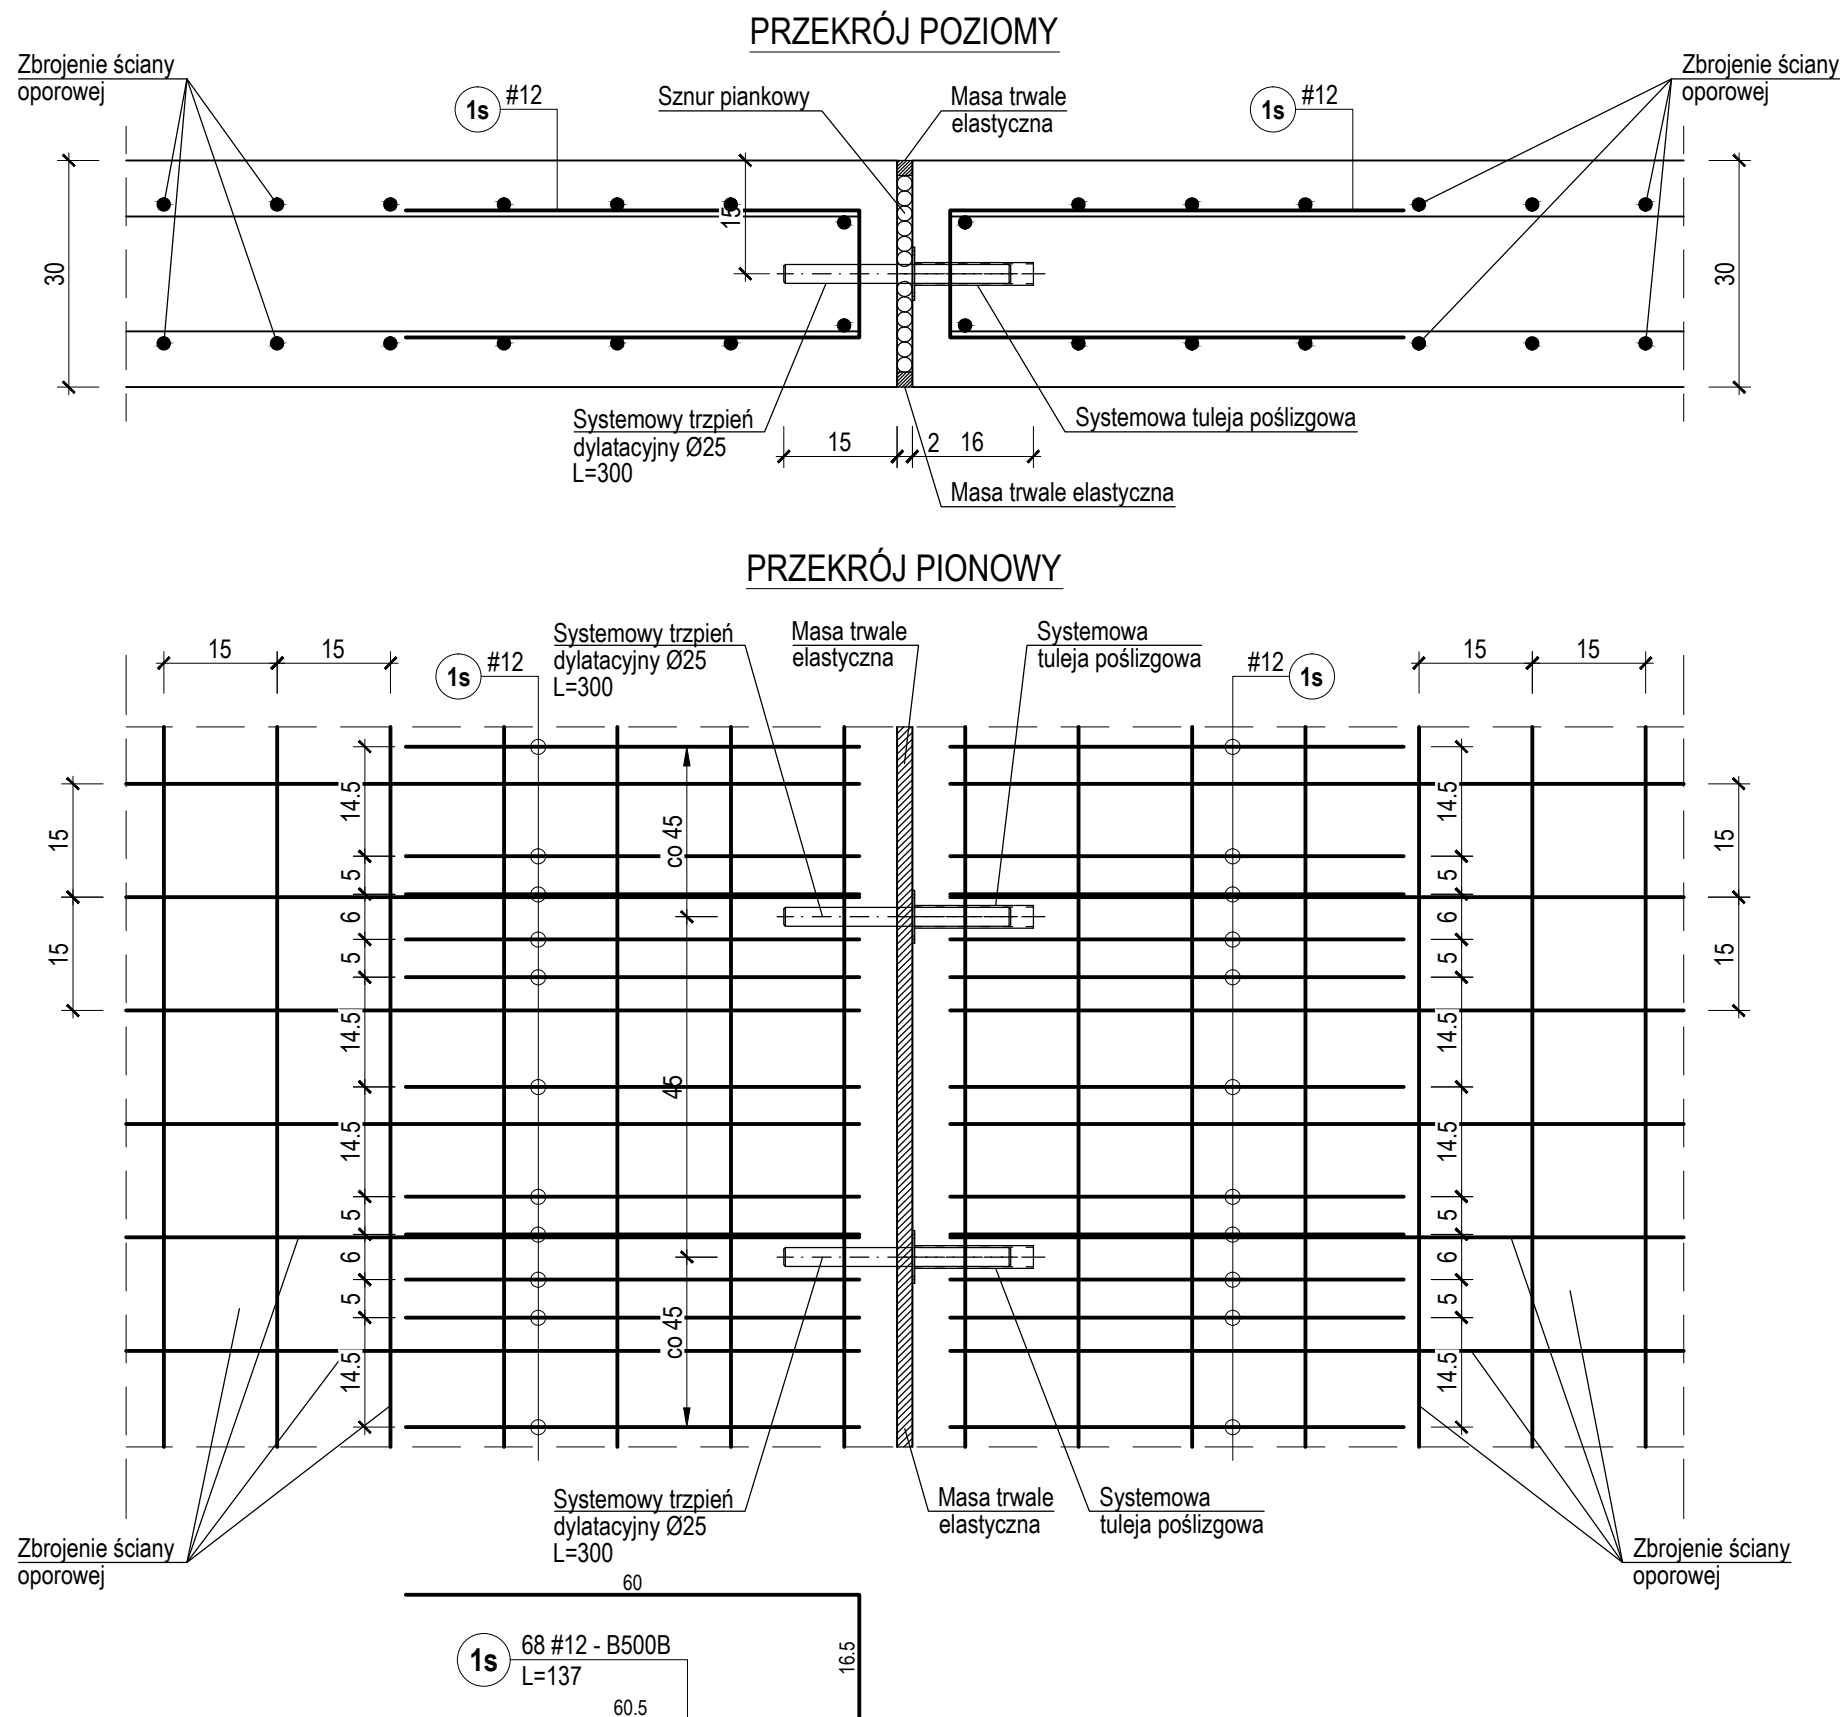 PRZEKRÓJ POZIOMY
Zbrojenie ściany
oporowej
1s #12
Sznur piankowy
Masa trwale
elastyczna
1s #12
Zbrojenie ściany
oporowej
30
15
30
Systemowy trzpień
dylatacyjny Ø25
L=300
15
2
16
Systemowa tuleja poślizgowa
Masa trwale elastyczna
PRZEKRÓJ PIONOWY
15
15
1s #12
Systemowy trzpień
dylatacyjny Ø25
L=300
Masa trwale
elastyczna
Systemowa
tuleja poślizgowa
#12 1s
15
15
15
15
14.5
5
6
5
14.5
14.5
5
6
5
14.5
co 45
45
co 45
14.5
5
6
5
14.5
14.5
5
6
5
14.5
15
15
Zbrojenie ściany
oporowej
Systemowy trzpień
dylatacyjny Ø25
L=300
Masa trwale
elastyczna
Systemowa
tuleja poślizgowa
Zbrojenie ściany
oporowej
60
1s 68 #12 - B500B
L=137
16.5
60.5